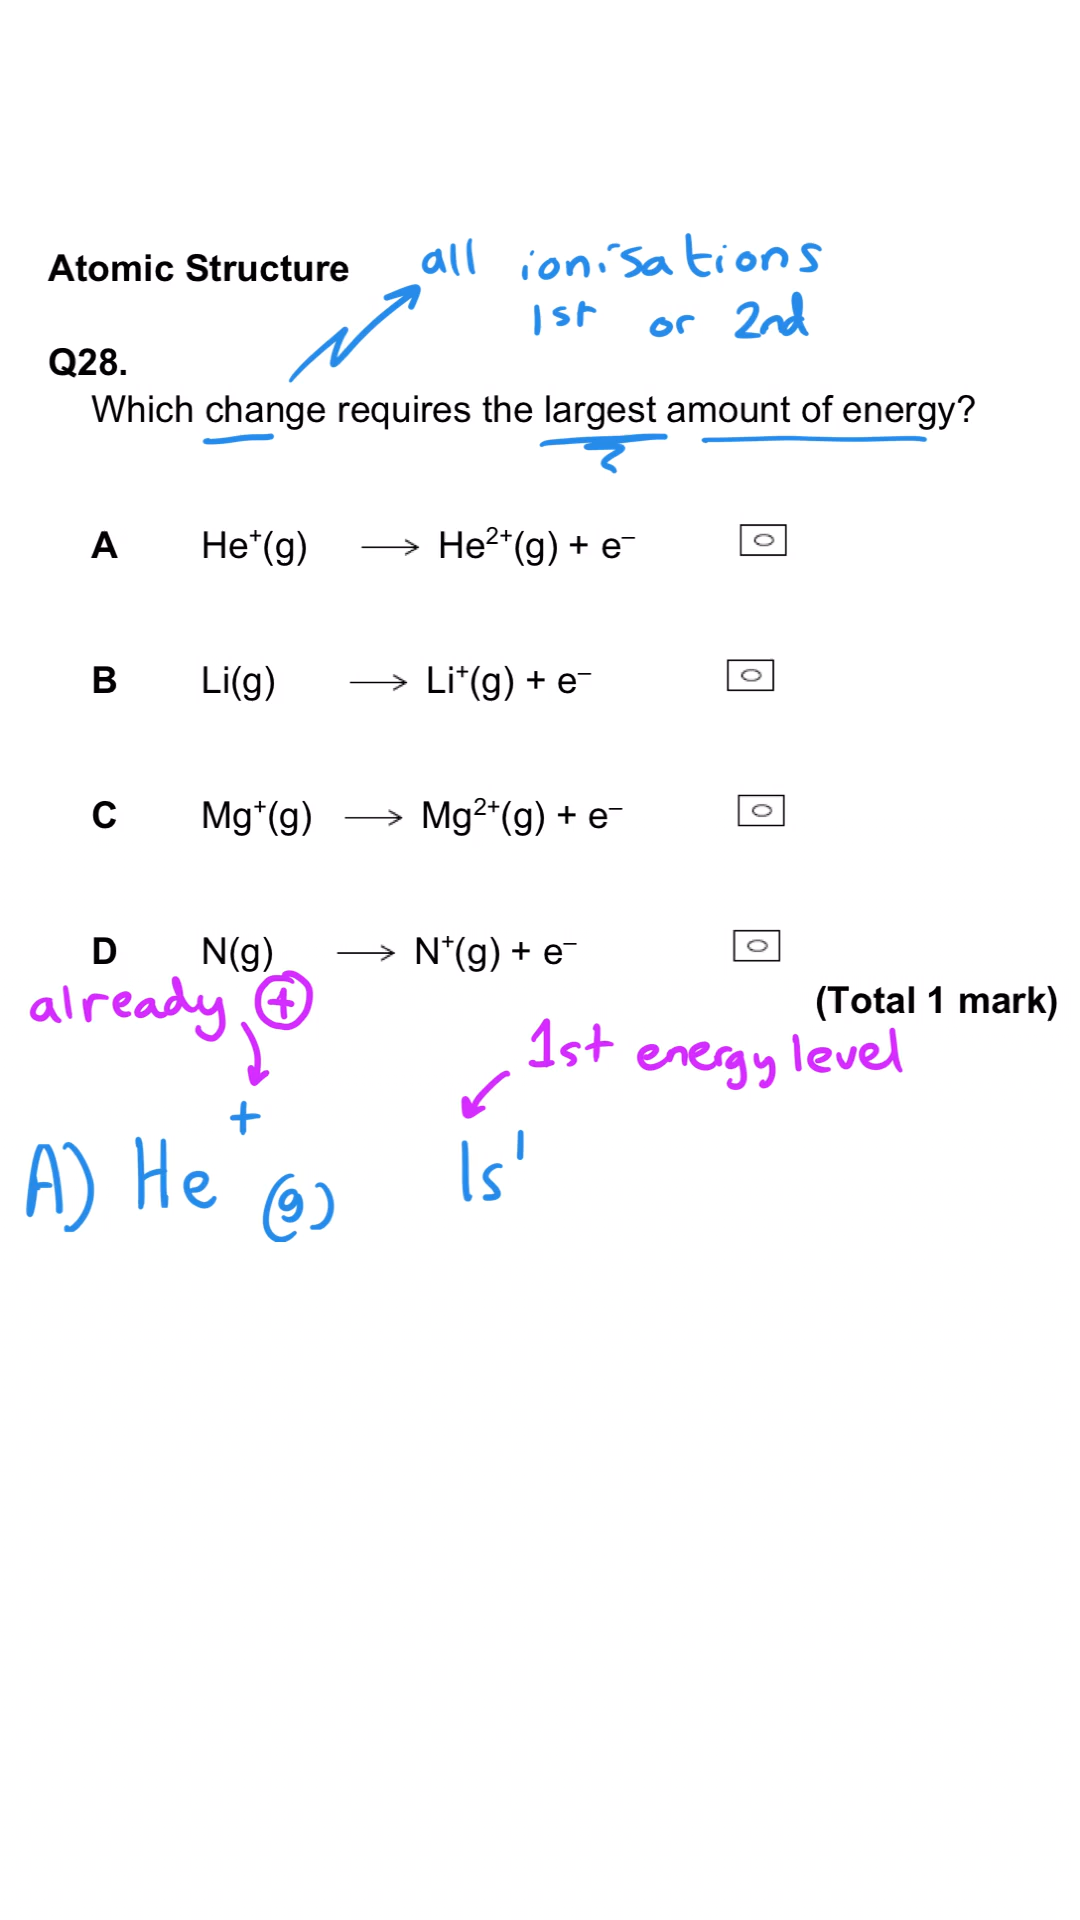 Atomic Structure
all ionisations
1st or 2nd
Q28.
Which change requires the largest amount of energy?
A He⁺(g) ⟶ He²⁺(g) + e⁻
B Li(g) ⟶ Li⁺(g) + e⁻
C Mg⁺(g) ⟶ Mg²⁺(g) + e⁻
D N(g) ⟶ N⁺(g) + e⁻
(Total 1 mark)
already +
1st energy level
A) He⁺(g) 1s¹